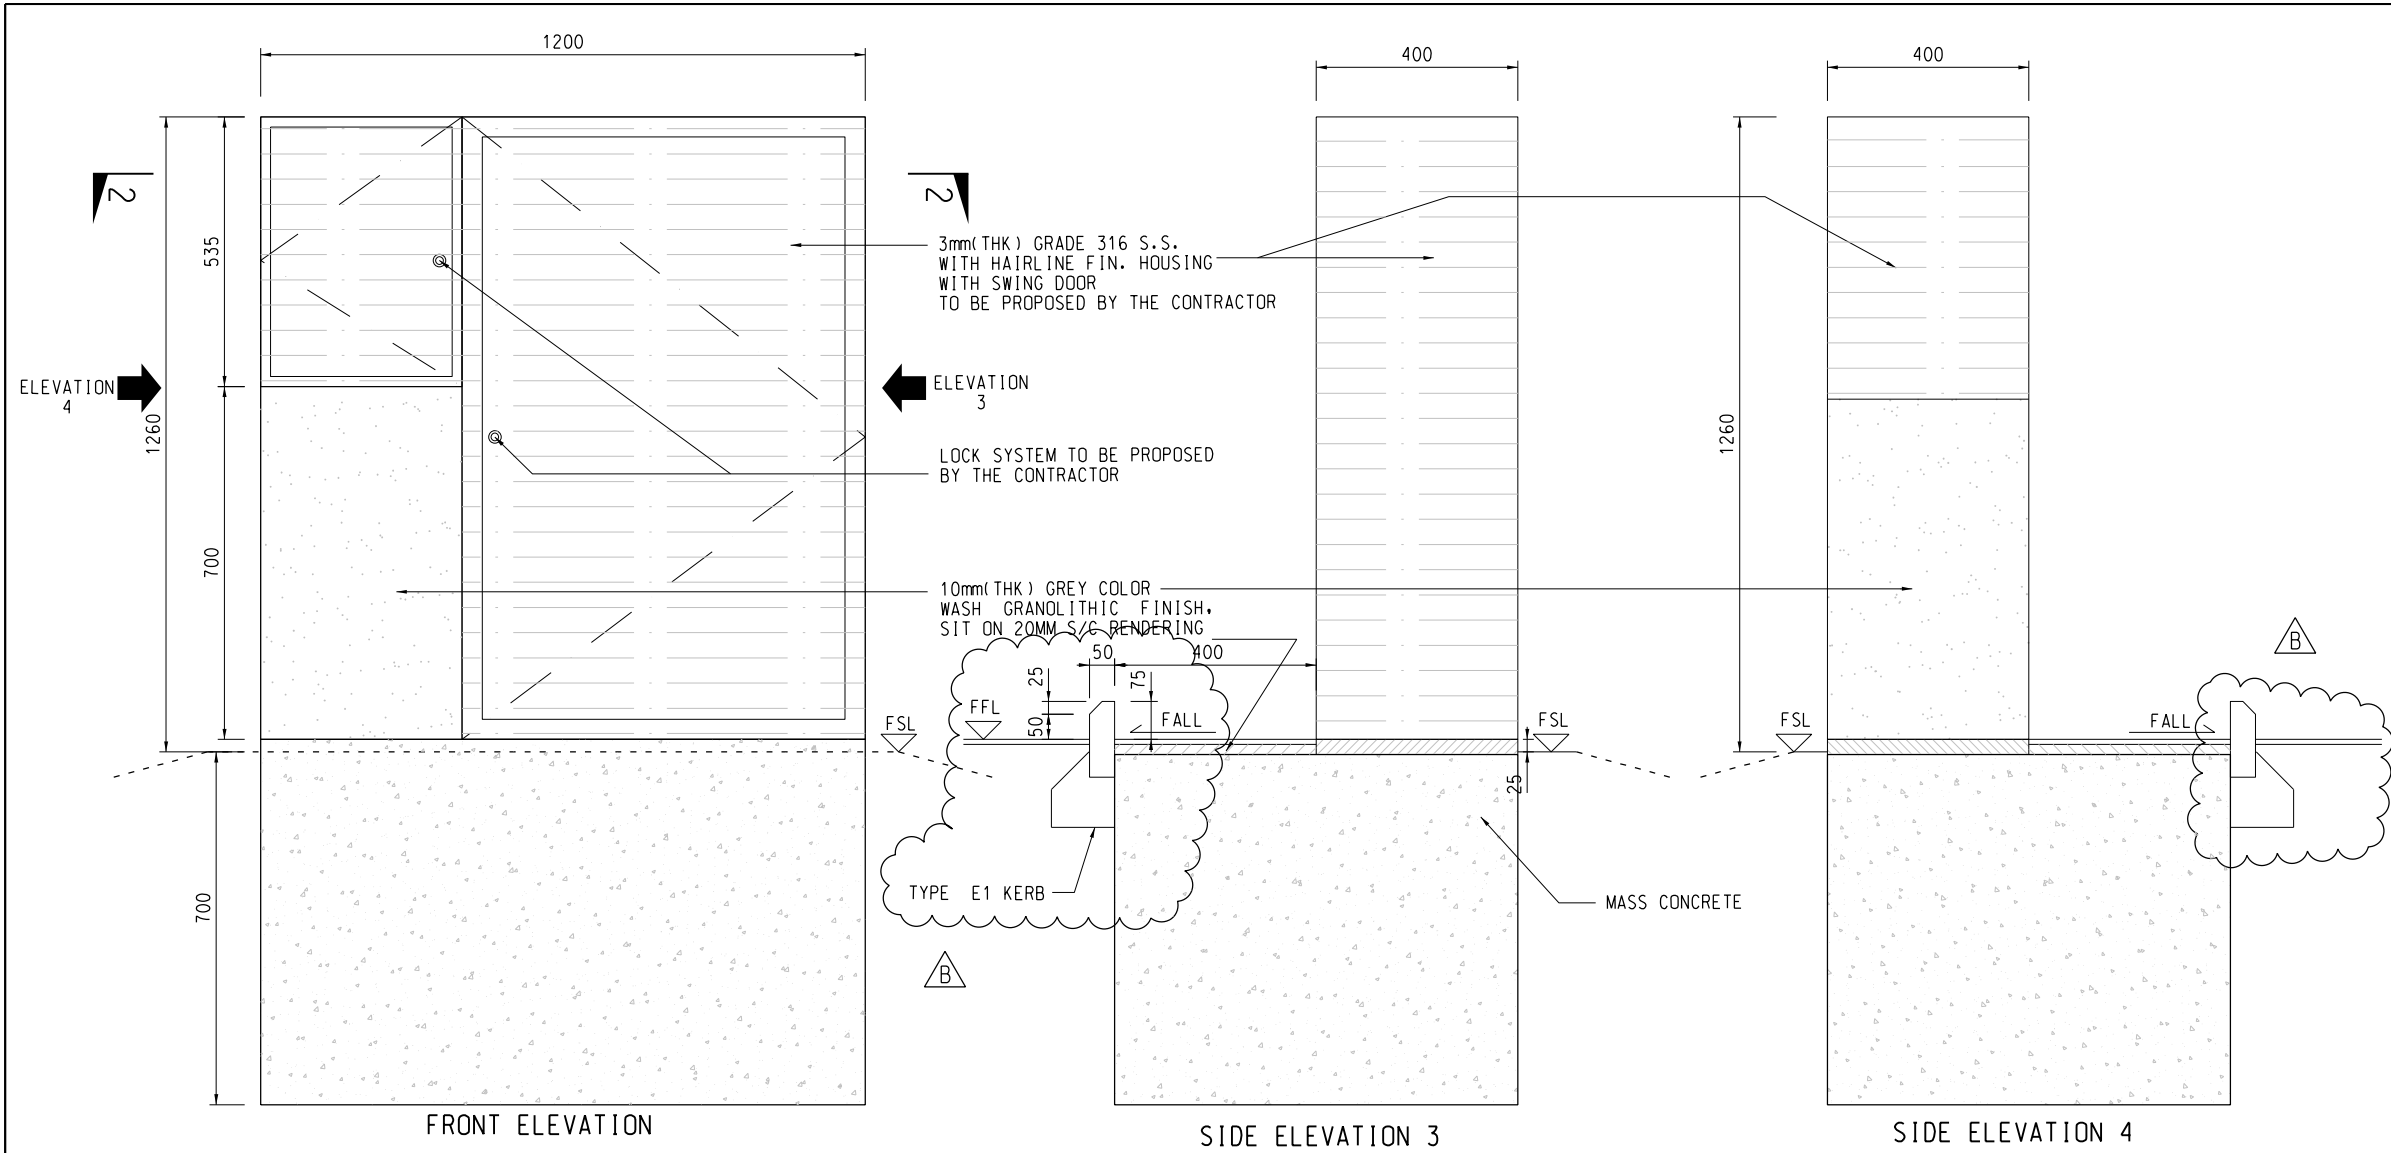 1200
400
400
2
2
535
1260
1260
3mm(THK) GRADE 316 S.S.
WITH HAIRLINE FIN. HOUSING
WITH SWING DOOR
TO BE PROPOSED BY THE CONTRACTOR
ELEVATION
4
ELEVATION
3
LOCK SYSTEM TO BE PROPOSED
BY THE CONTRACTOR
700
10mm(THK) GREY COLOR
WASH GRANOLITHIC FINISH,
SIT ON 20MM S/C RENDERING
B
50
400
25
75
50
FSL
FFL
FALL
FSL
FSL
FALL
25
700
TYPE E1 KERB
MASS CONCRETE
B
FRONT ELEVATION
SIDE ELEVATION 3
SIDE ELEVATION 4